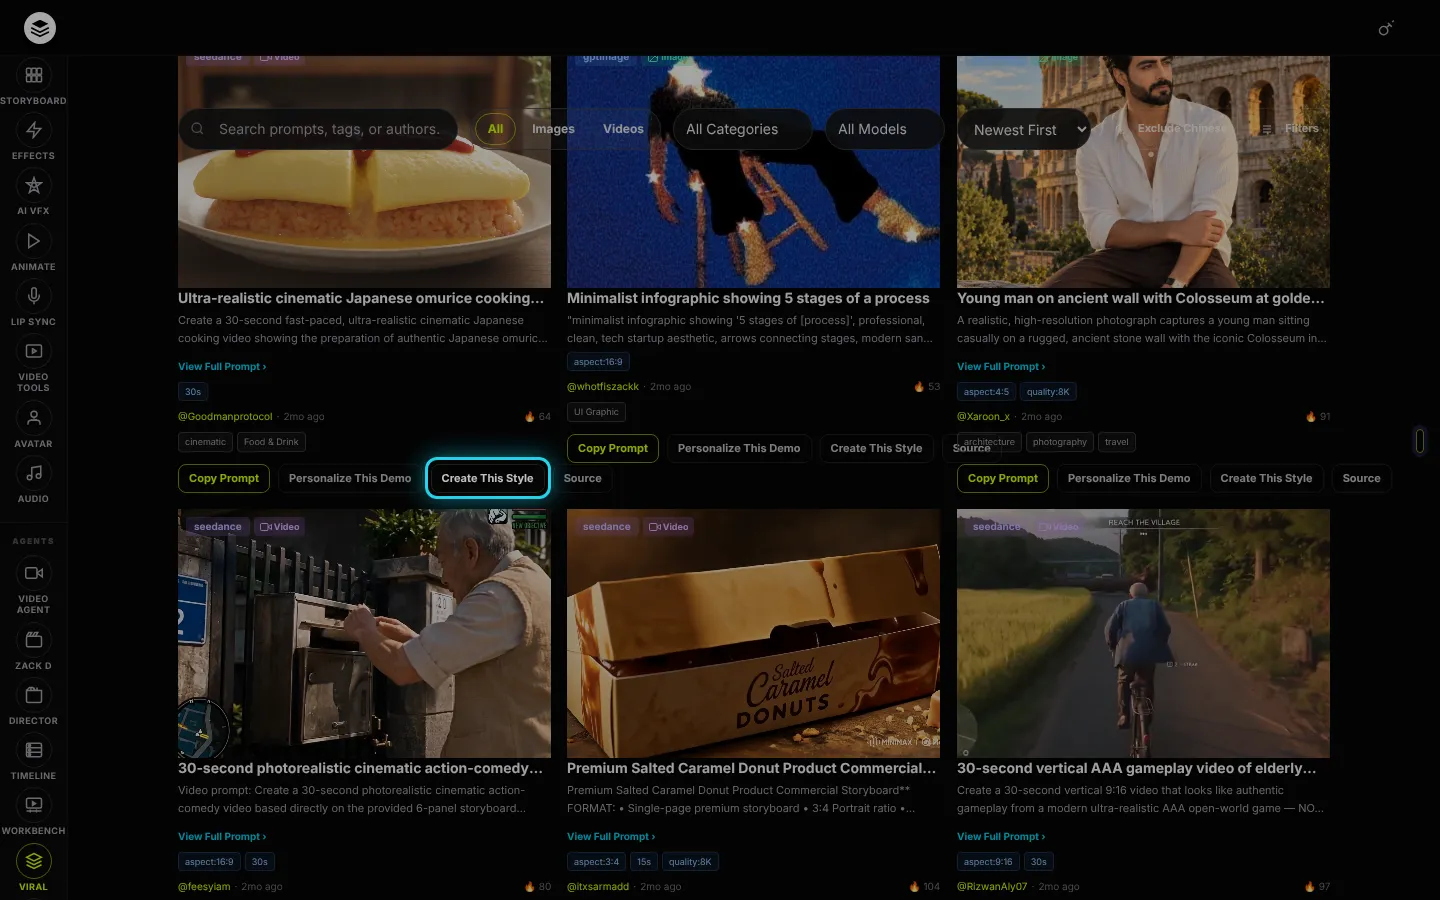 STORYBOARD
EFFECTS
AI VFX
ANIMATE
LIP SYNC
VIDEO
TOOLS
AVATAR
AUDIO
AGENTS
VIDEO
AGENT
ZACK D
DIRECTOR
TIMELINE
WORKBENCH
VIRAL
seedance
Video
gptimage
Image
Image
Search prompts, tags, or authors.
All
Images
Videos
All Categories
All Models
Newest First
Exclude Chinese
Filters
Ultra-realistic cinematic Japanese omurice cooking...
Create a 30-second fast-paced, ultra-realistic cinematic Japanese
cooking video showing the preparation of authentic Japanese omuric...
View Full Prompt ›
30s
@Goodmanprotocol · 2mo ago
🔥 64
cinematic
Food & Drink
Copy Prompt
Personalize This Demo
Create This Style
Source
Minimalist infographic showing 5 stages of a process
"minimalist infographic showing '5 stages of [process]', professional,
clean, tech startup aesthetic, arrows connecting stages, modern san...
aspect:16:9
@whotfiszackk · 2mo ago
🔥 53
UI Graphic
Copy Prompt
Personalize This Demo
Create This Style
Source
Young man on ancient wall with Colosseum at golde...
A realistic, high-resolution photograph captures a young man sitting
casually on a rugged, ancient stone wall with the iconic Colosseum in...
View Full Prompt ›
aspect:4:5
quality:8K
@Xaroon_x · 2mo ago
🔥 91
architecture
photography
travel
Copy Prompt
Personalize This Demo
Create This Style
Source
seedance
Video
NEW OBJECTIVE
2
20
30-second photorealistic cinematic action-comedy...
Video prompt: Create a 30-second photorealistic cinematic action-
comedy video based directly on the provided 6-panel storyboard...
View Full Prompt ›
aspect:16:9
30s
@feesyiam · 2mo ago
🔥 80
seedance
Video
Salted
Caramel
DONUTS
MINIMAX
Premium Salted Caramel Donut Product Commercial...
Premium Salted Caramel Donut Product Commercial Storyboard**
FORMAT: • Single-page premium storyboard • 3:4 Portrait ratio •...
View Full Prompt ›
aspect:3:4
15s
quality:8K
@itxsarmadd · 2mo ago
🔥 104
seedance
Video
REACH THE VILLAGE
30-second vertical AAA gameplay video of elderly...
Create a 30-second vertical 9:16 video that looks like authentic
gameplay from a modern ultra-realistic AAA open-world game — NO...
View Full Prompt ›
aspect:9:16
30s
@RizwanAly07 · 2mo ago
🔥 97